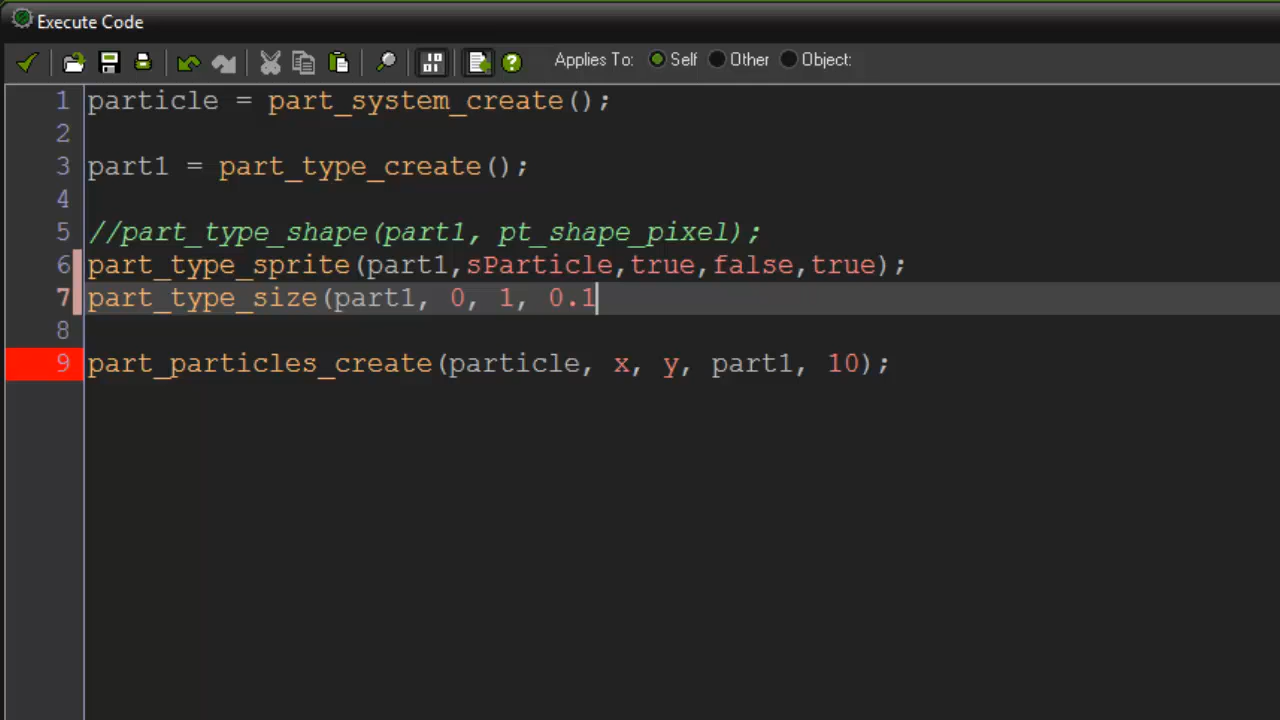 Execute Code
Applies To: Self Other Object:
1 particle = part_system_create();
2
3 part1 = part_type_create();
4
5 //part_type_shape(part1, pt_shape_pixel);
6 part_type_sprite(part1,sParticle,true,false,true);
7 part_type_size(part1, 0, 1, 0.1
8
9 part_particles_create(particle, x, y, part1, 10);